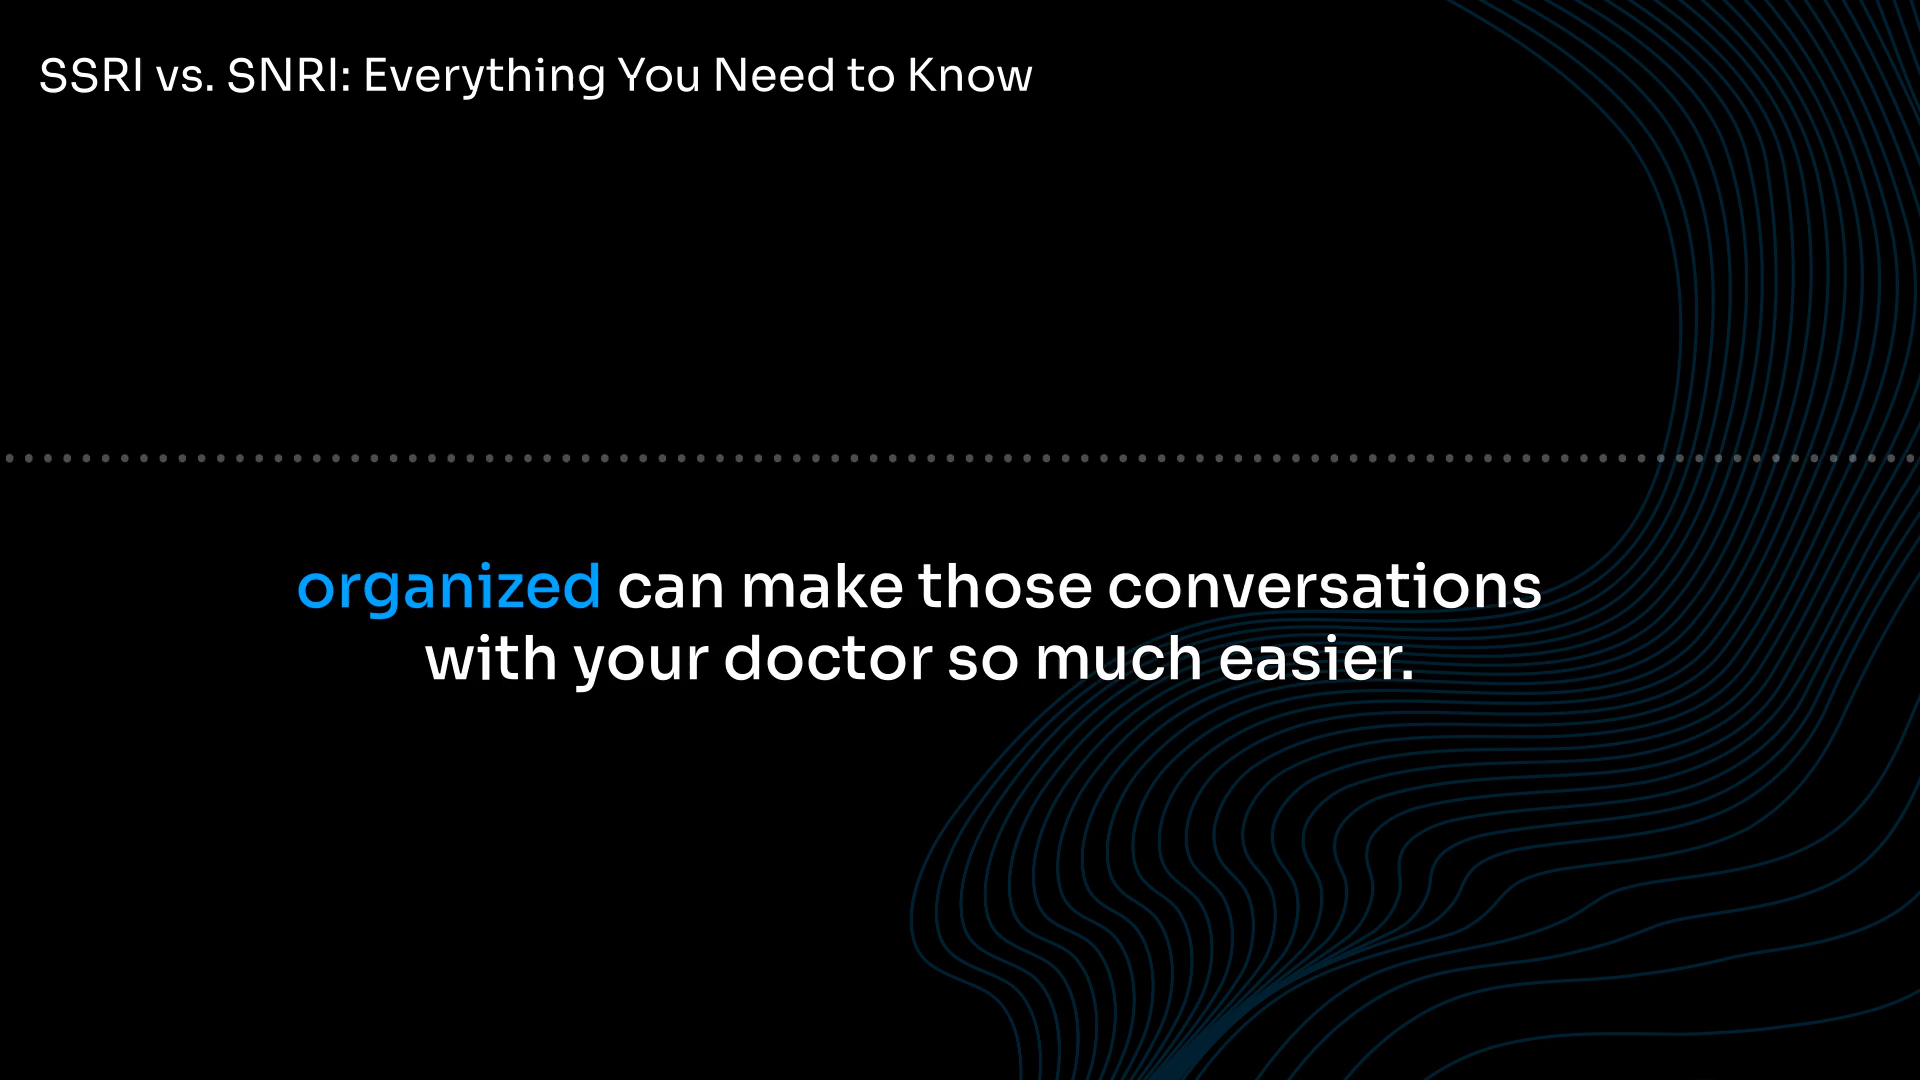 SSRI vs. SNRI: Everything You Need to Know
organized can make those conversations
with your doctor so much easier.